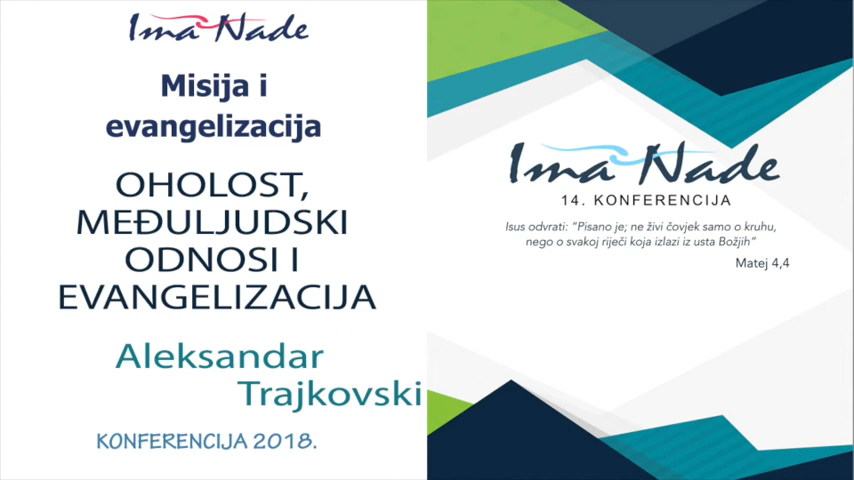 Ima Nade
Misija i
evangelizacija
OHOLOST,
MEĐULJUDSKI
ODNOSI I
EVANGELIZACIJA
Aleksandar
Trajkovski
KONFERENCIJA 2018.
Ima Nade
14. KONFERENCIJA
Isus odvrati: “Pisano je; ne živi čovjek samo o kruhu,
nego o svakoj riječi koja izlazi iz usta Božjih”
Matej 4,4